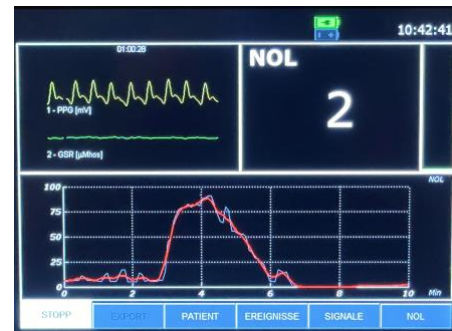 10:42:41
01:00:28
NOL
2
1 - PPG [mV]
2 - GSR [µMhos]
NOL
100
75
50
25
0
0 2 4 6 8 10 Min
STOPP EXPORT PATIENT EREIGNISSE SIGNALE NOL